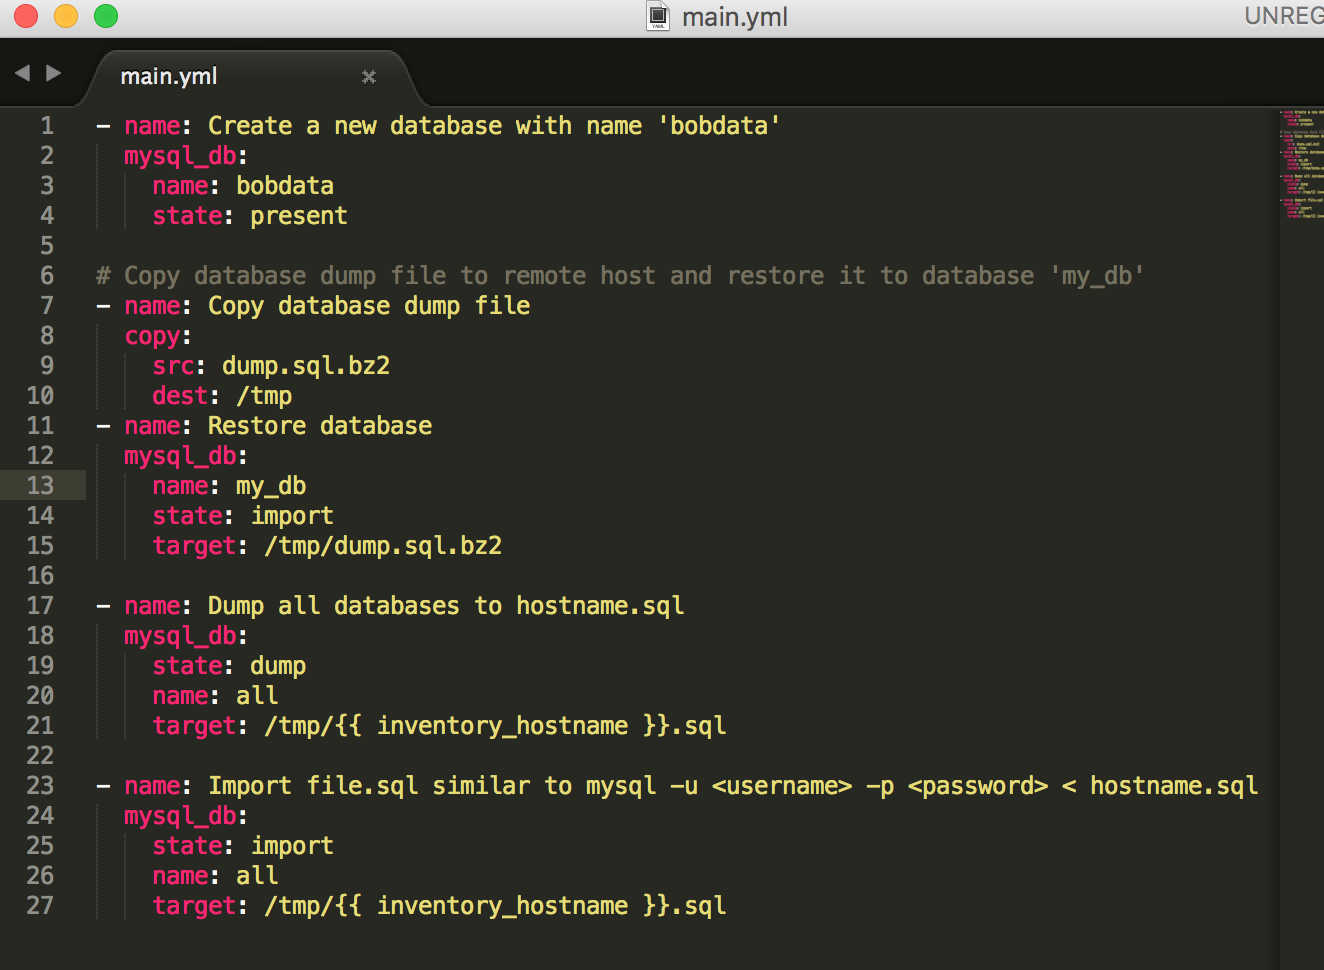 main.yml
UNREG
main.yml
1 - name: Create a new database with name 'bobdata'
2 mysql_db:
3 name: bobdata
4 state: present
5
6 # Copy database dump file to remote host and restore it to database 'my_db'
7 - name: Copy database dump file
8 copy:
9 src: dump.sql.bz2
10 dest: /tmp
11 - name: Restore database
12 mysql_db:
13 name: my_db
14 state: import
15 target: /tmp/dump.sql.bz2
16
17 - name: Dump all databases to hostname.sql
18 mysql_db:
19 state: dump
20 name: all
21 target: /tmp/{{ inventory_hostname }}.sql
22
23 - name: Import file.sql similar to mysql -u <username> -p <password> < hostname.sql
24 mysql_db:
25 state: import
26 name: all
27 target: /tmp/{{ inventory_hostname }}.sql